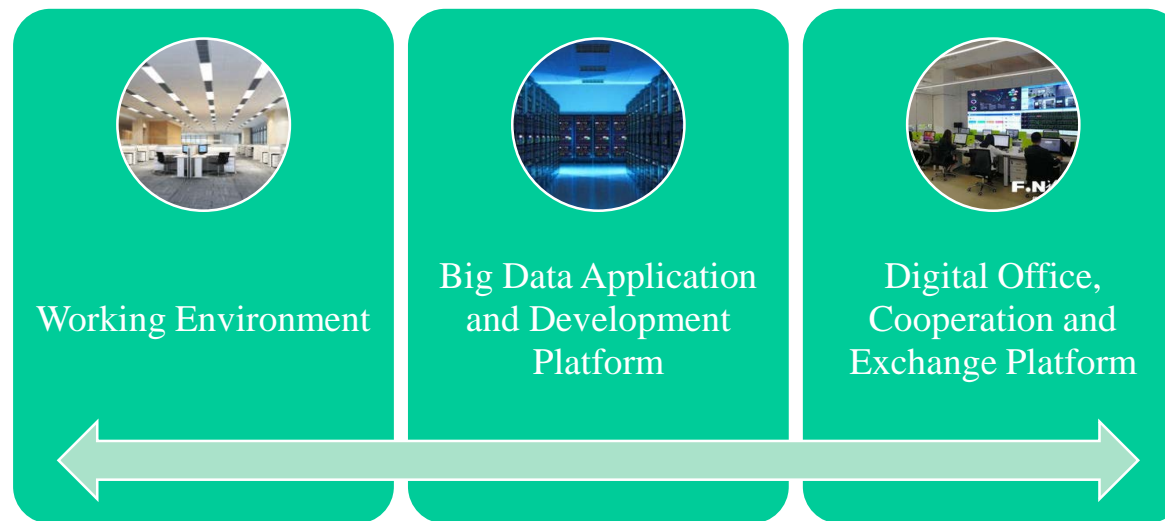 Working Environment
Big Data Application
and Development
Platform
Digital Office,
Cooperation and
Exchange Platform